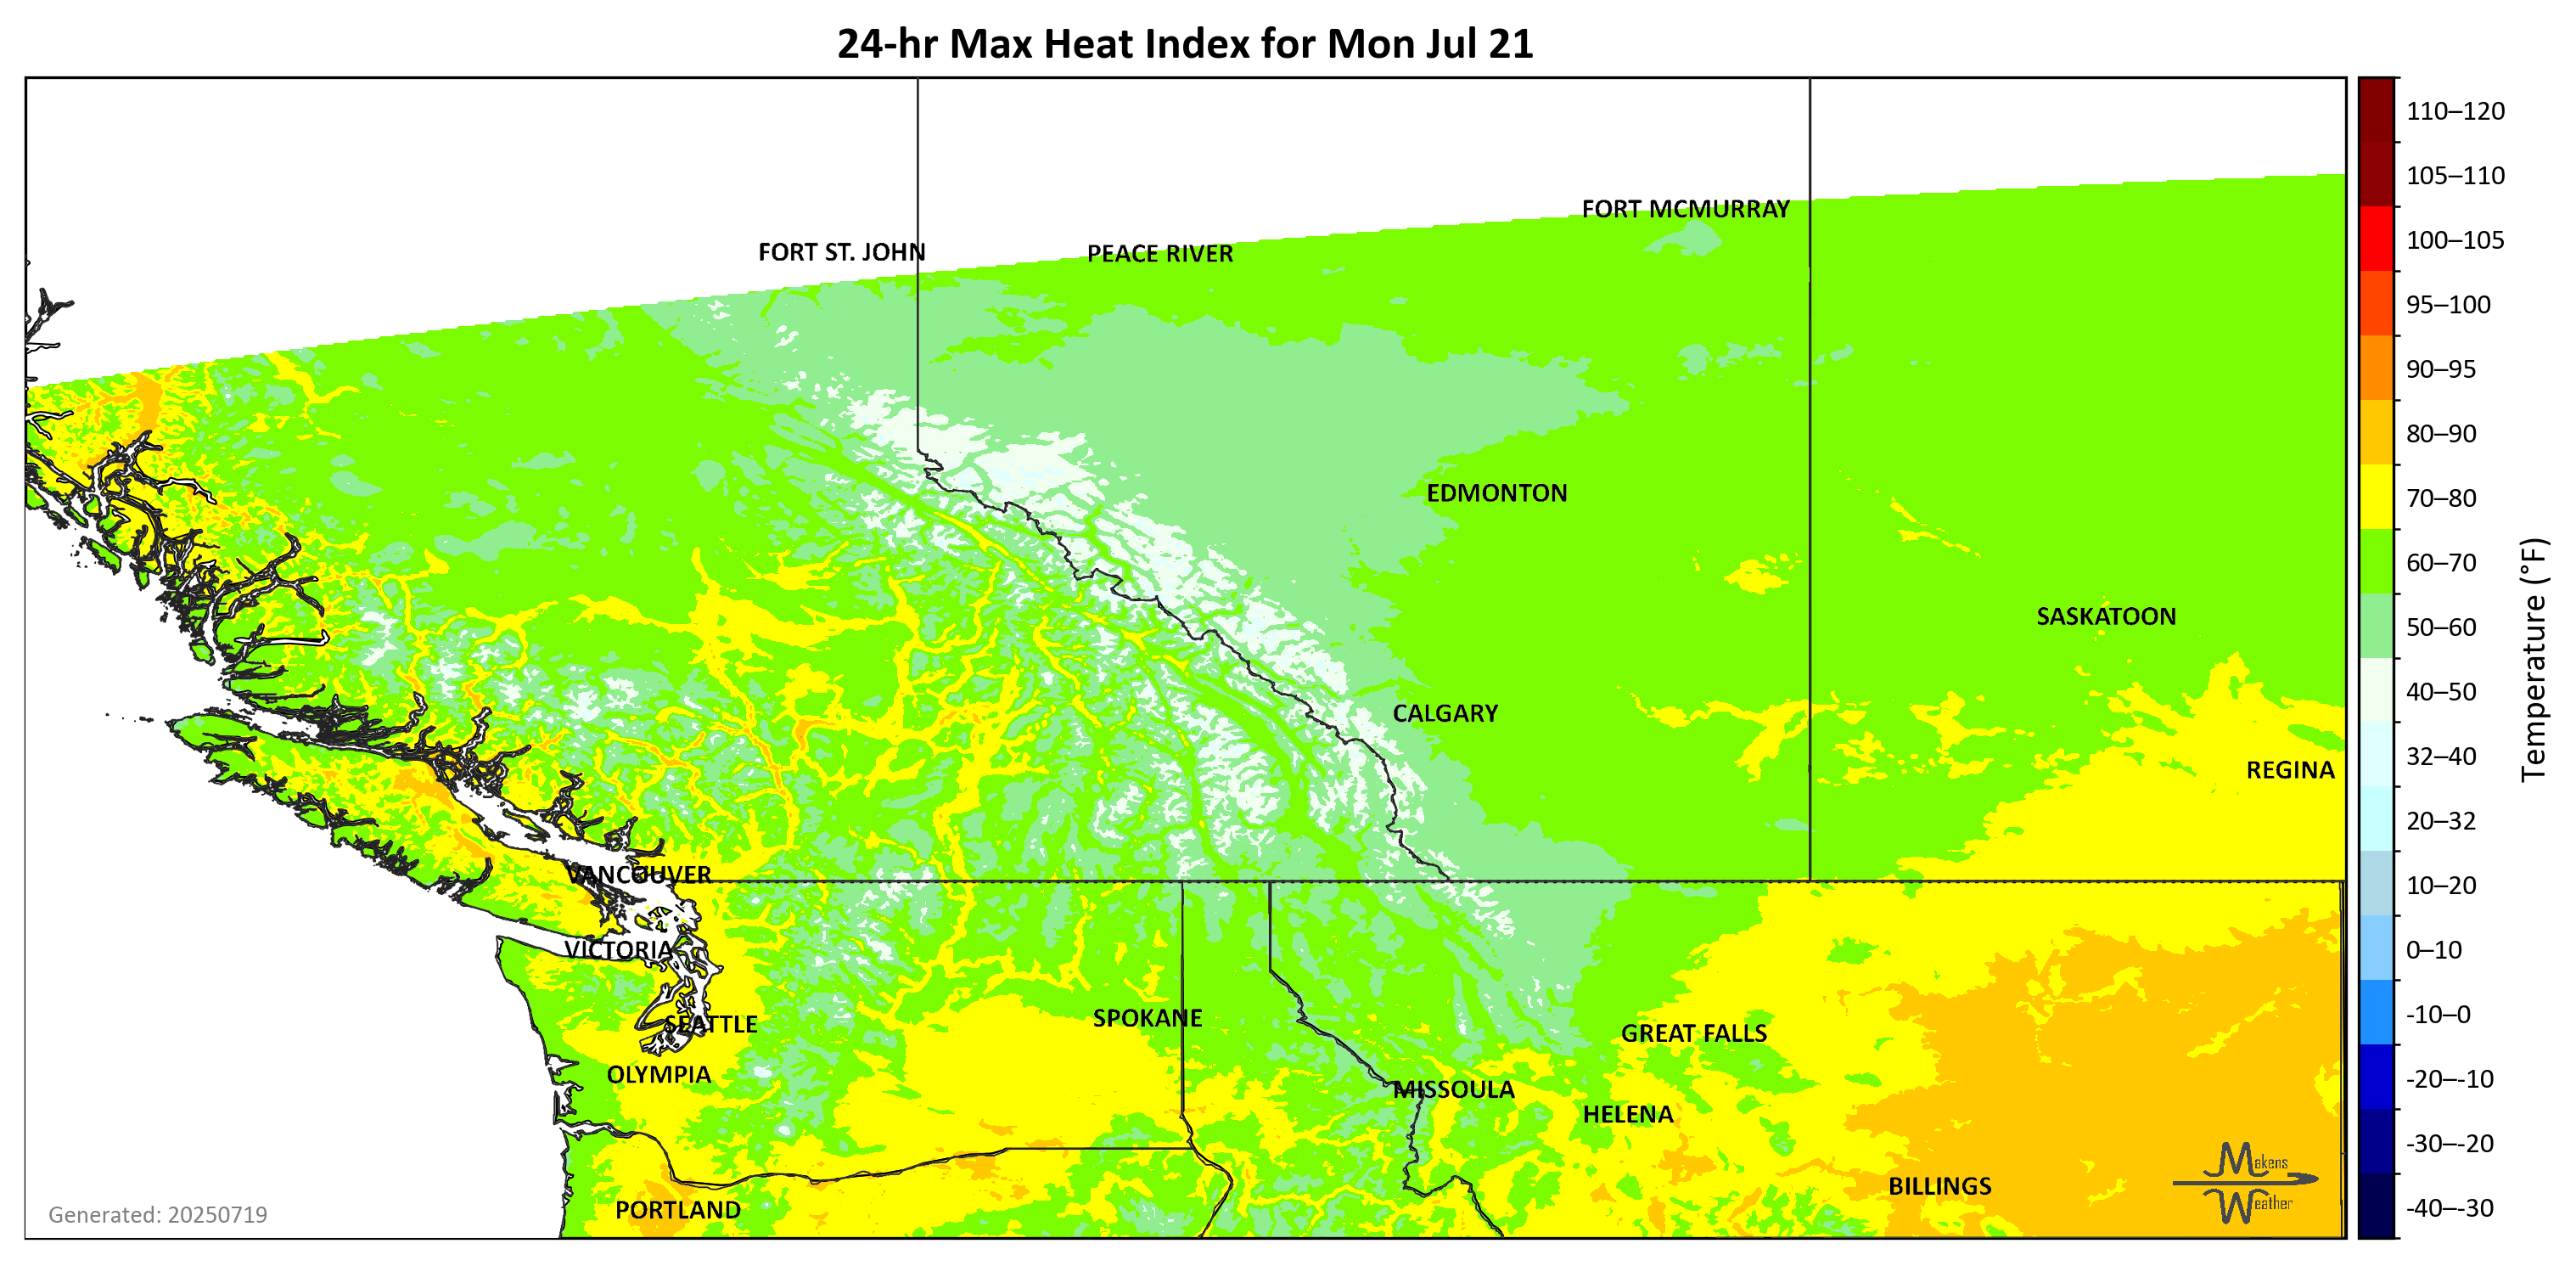 24-hr Max Heat Index for Mon Jul 21
FORT MCMURRAY
FORT ST. JOHN
PEACE RIVER
EDMONTON
SASKATOON
CALGARY
REGINA
VANCOUVER
VICTORIA
SPOKANE
SEATTLE
GREAT FALLS
OLYMPIA
MISSOULA
HELENA
BILLINGS
PORTLAND
Makens
Weather
Generated: 20250719
110–120
105–110
100–105
95–100
90–95
80–90
70–80
60–70
50–60
40–50
32–40
20–32
10–20
0–10
-10–0
-20–-10
-30–-20
-40–-30
Temperature (°F)